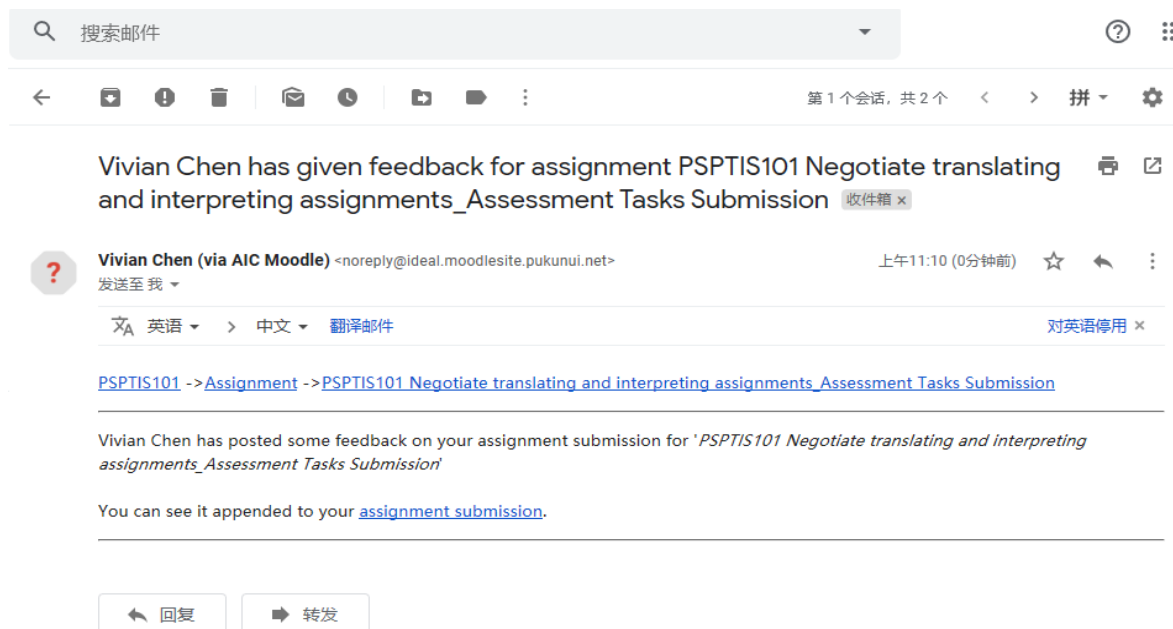 搜索邮件
第 1 个会话，共 2 个
拼
Vivian Chen has given feedback for assignment PSPTIS101 Negotiate translating
and interpreting assignments_Assessment Tasks Submission 收件箱 ×
Vivian Chen (via AIC Moodle) <noreply@ideal.moodlesite.pukunui.net> 上午11:10 (0分钟前)
发送至 我
英语 > 中文 翻译邮件 对英语停用 ×
PSPTIS101 ->Assignment ->PSPTIS101 Negotiate translating and interpreting assignments_Assessment Tasks Submission
Vivian Chen has posted some feedback on your assignment submission for 'PSPTIS101 Negotiate translating and interpreting
assignments_Assessment Tasks Submission'
You can see it appended to your assignment submission.
回复 转发